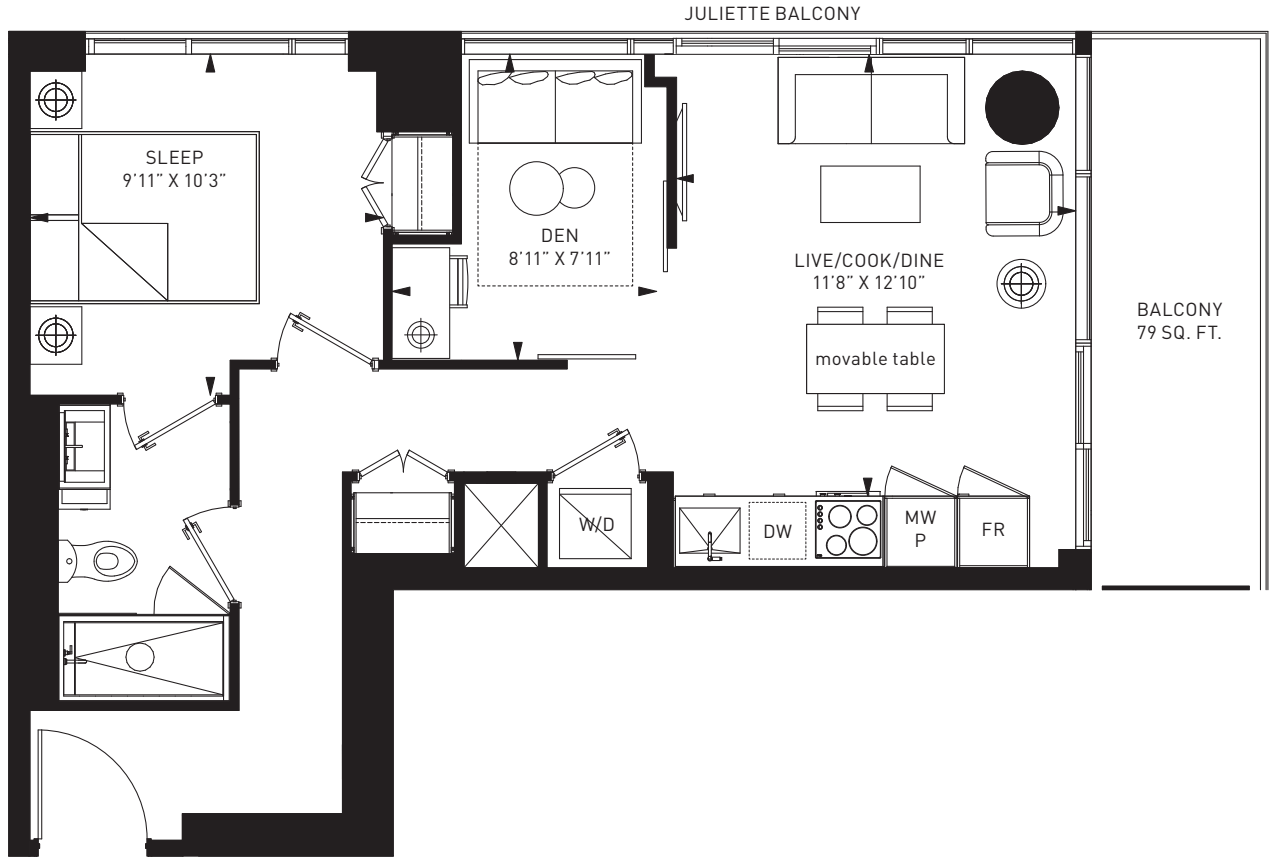 JULIETTE BALCONY
SLEEP
9’11” X 10’3”
DEN
8’11” X 7’11”
LIVE/COOK/DINE
11’8” X 12’10”
BALCONY
79 SQ. FT.
movable table
W/D
DW
MW
P
FR